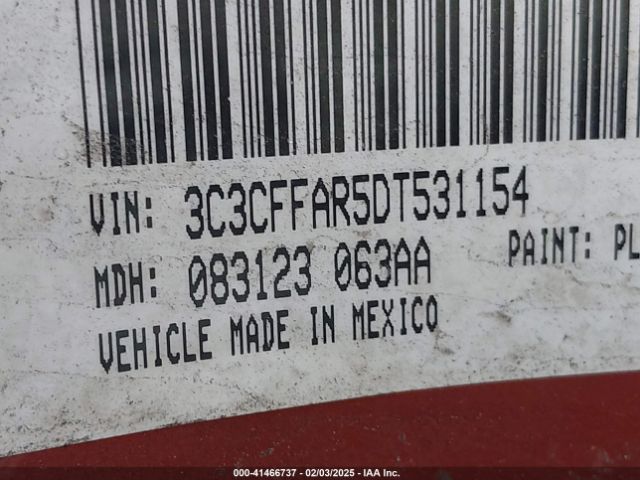 VIN: 3C3CFFAR5DT531154
MDH: 083123 063AA PAINT: PL
VEHICLE MADE IN MEXICO
000-41466737 - 02/03/2025 - IAA Inc.